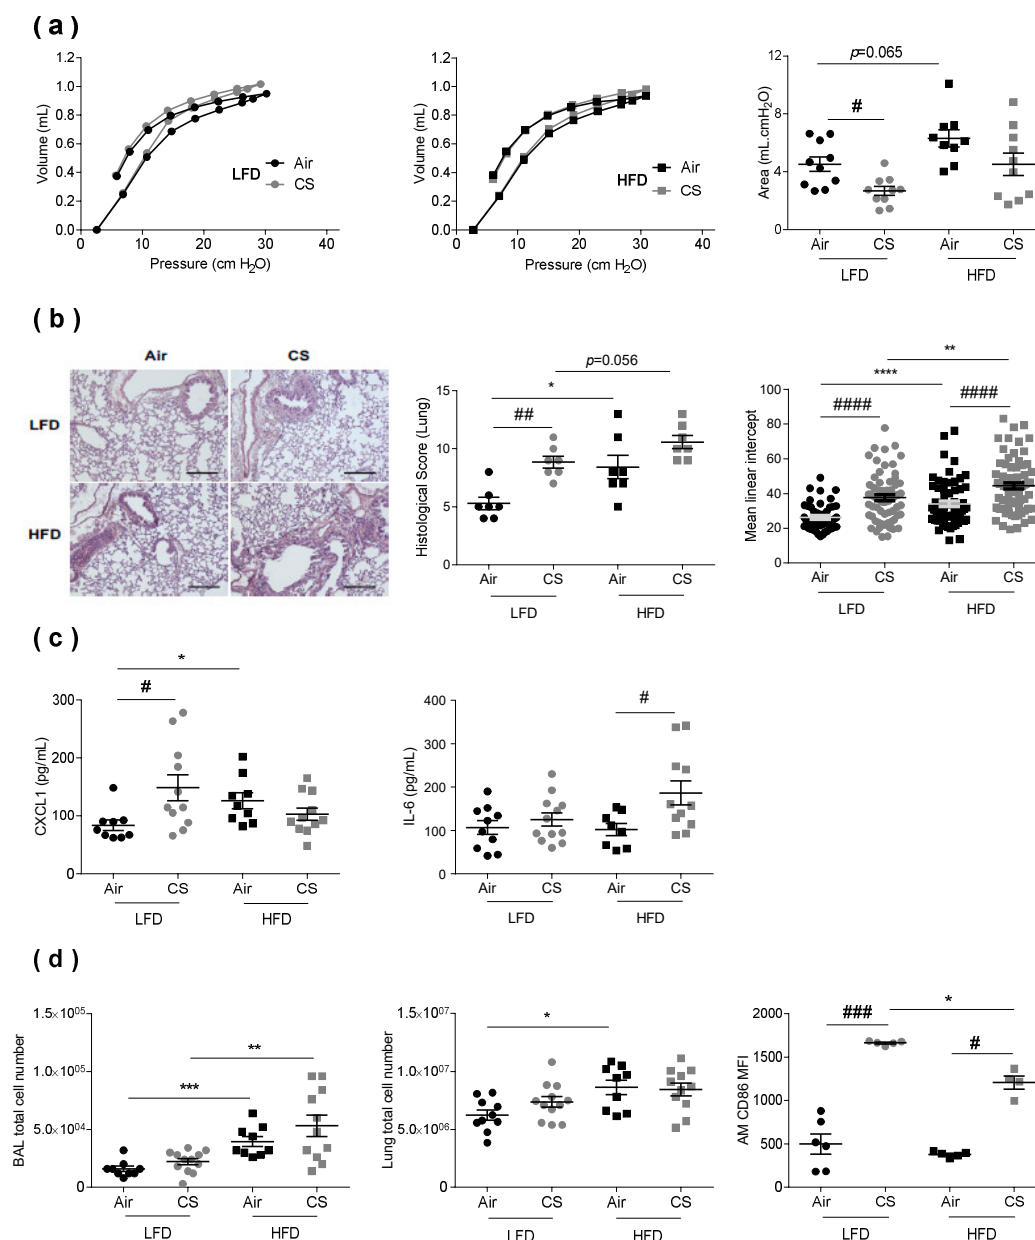 ( a )
Volume (mL)
1.2
1.0
0.8
0.6
0.4
0.2
0.0
0
10
20
30
40
Pressure (cm H2O)
LFD
Air
CS
Volume (mL)
1.2
1.0
0.8
0.6
0.4
0.2
0.0
0
10
20
30
40
Pressure (cm H2O)
HFD
Air
CS
Area (mL.cmH2O)
12
8
4
0
p=0.065
#
Air CS Air CS
LFD HFD
( b )
Air CS
LFD
HFD
Histological Score (Lung)
15
10
5
0
p=0.056
*
##
Air CS Air CS
LFD HFD
Mean linear intercept
100
80
60
40
20
0
**
****
#### ####
Air CS Air CS
LFD HFD
( c )
CXCL1 (pg/mL)
300
200
100
0
*
#
Air CS Air CS
LFD HFD
IL-6 (pg/mL)
400
300
200
100
0
#
Air CS Air CS
LFD HFD
( d )
BAL total cell number
1.5×10^05
1.0×10^05
5.0×10^04
0
**
***
Air CS Air CS
LFD HFD
Lung total cell number
1.5×10^07
1.0×10^07
5.0×10^06
0
*
Air CS Air CS
LFD HFD
AM CD86 MFI
2000
1500
1000
500
0
*
###
#
Air CS Air CS
LFD HFD